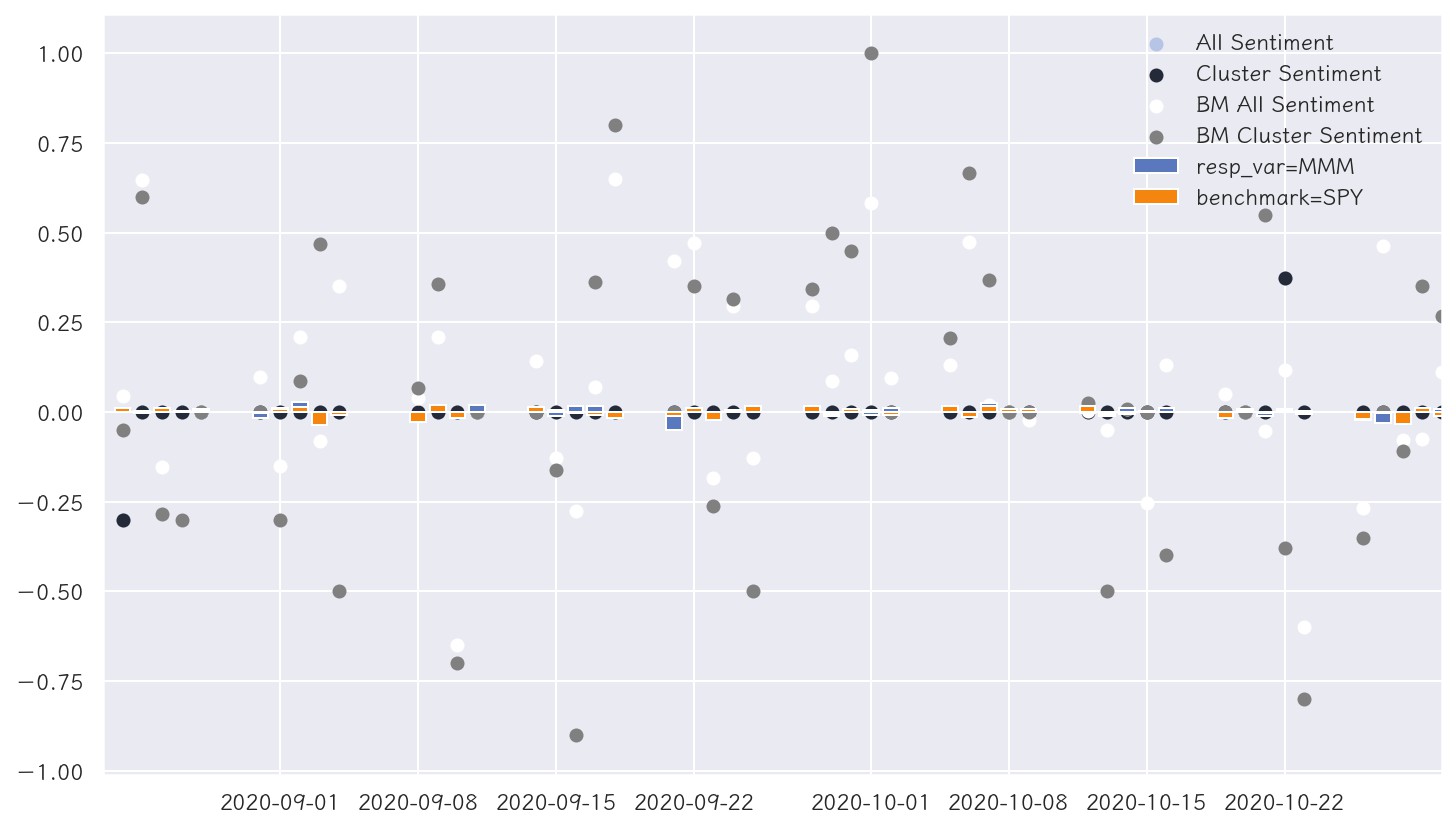 1.00
0.75
0.50
0.25
0.00
−0.25
−0.50
−0.75
−1.00
All Sentiment
Cluster Sentiment
BM All Sentiment
BM Cluster Sentiment
resp_var=MMM
benchmark=SPY
2020-09-01 2020-09-08 2020-09-15 2020-09-22 2020-10-01 2020-10-08 2020-10-15 2020-10-22